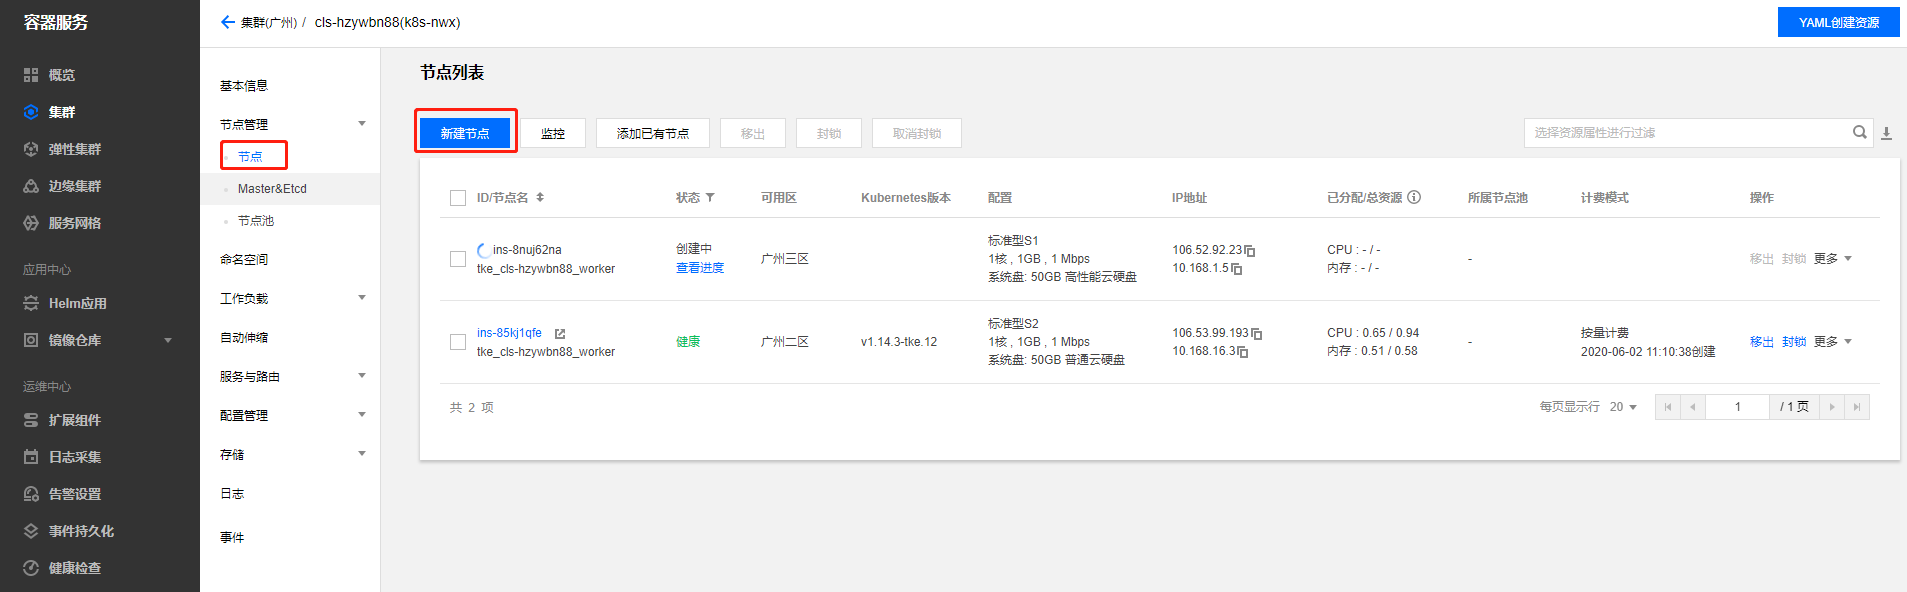 容器服务
概览
集群
弹性集群
边缘集群
服务网格
应用中心
Helm应用
镜像仓库
运维中心
扩展组件
日志采集
告警设置
事件持久化
健康检查
集群(广州) / cls-hzywbn88(k8s-nwx)
YAML创建资源
基本信息
节点管理
节点
Master&Etcd
节点池
命名空间
工作负载
自动伸缩
服务与路由
配置管理
存储
日志
事件
节点列表
新建节点 监控 添加已有节点 移出 封锁 取消封锁 选择资源属性进行过滤
ID/节点名 状态 可用区 Kubernetes版本 配置 IP地址 已分配/总资源 所属节点池 计费模式 操作
ins-8nuj62na
tke_cls-hzywbn88_worker
创建中
查看进度
广州三区
标准型S1
1核 , 1GB , 1 Mbps
系统盘: 50GB 高性能云硬盘
106.52.92.23
10.168.1.5
CPU : - / -
内存 : - / -
-
移出 封锁 更多
ins-85kj1qfe
tke_cls-hzywbn88_worker
健康
广州二区
v1.14.3-tke.12
标准型S2
1核 , 1GB , 1 Mbps
系统盘: 50GB 普通云硬盘
106.53.99.193
10.168.16.3
CPU : 0.65 / 0.94
内存 : 0.51 / 0.58
-
按量计费
2020-06-02 11:10:38创建
移出 封锁 更多
共 2 项
每页显示行 20 1 / 1 页